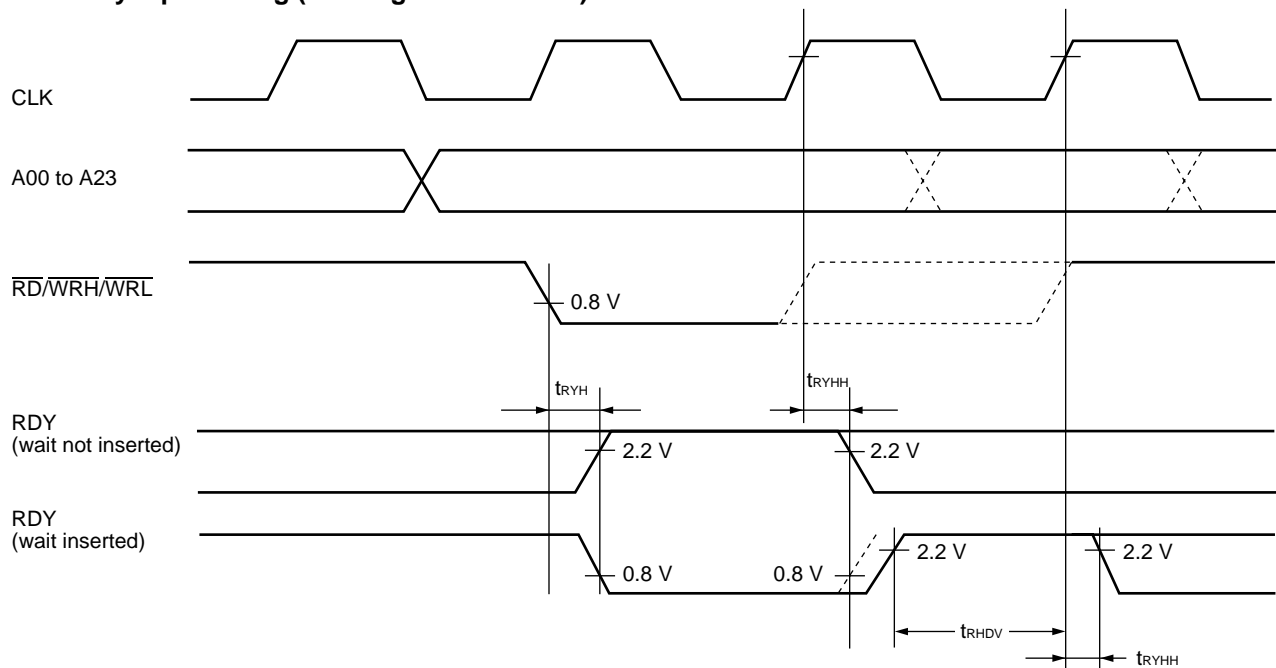 CLK
A00 to A23
RD/WRH/WRL
0.8 V
tRYH
tRYHH
RDY
(wait not inserted)
2.2 V
2.2 V
RDY
(wait inserted)
0.8 V
0.8 V
2.2 V
2.2 V
tRHDV
tRYHH